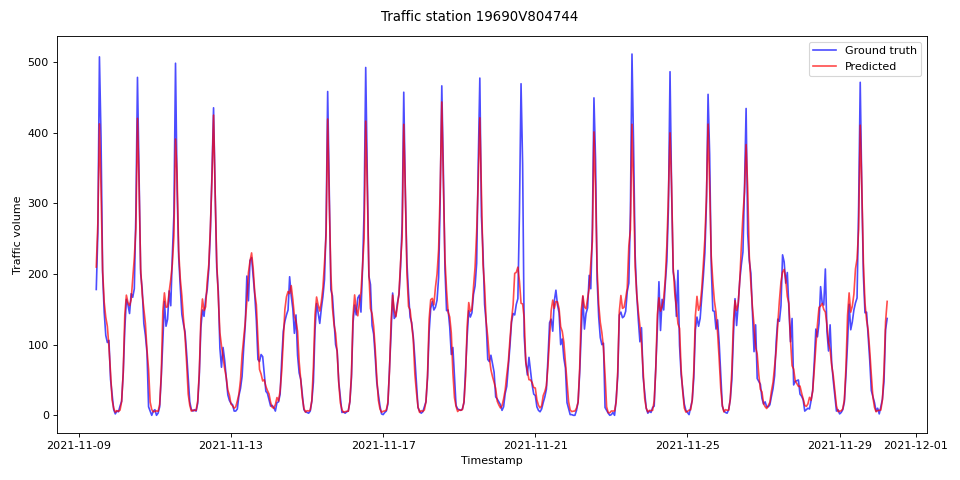 Traffic station 19690V804744
Ground truth
Predicted
Traffic volume
500
400
300
200
100
0
2021-11-09
2021-11-13
2021-11-17
2021-11-21
2021-11-25
2021-11-29
2021-12-01
Timestamp